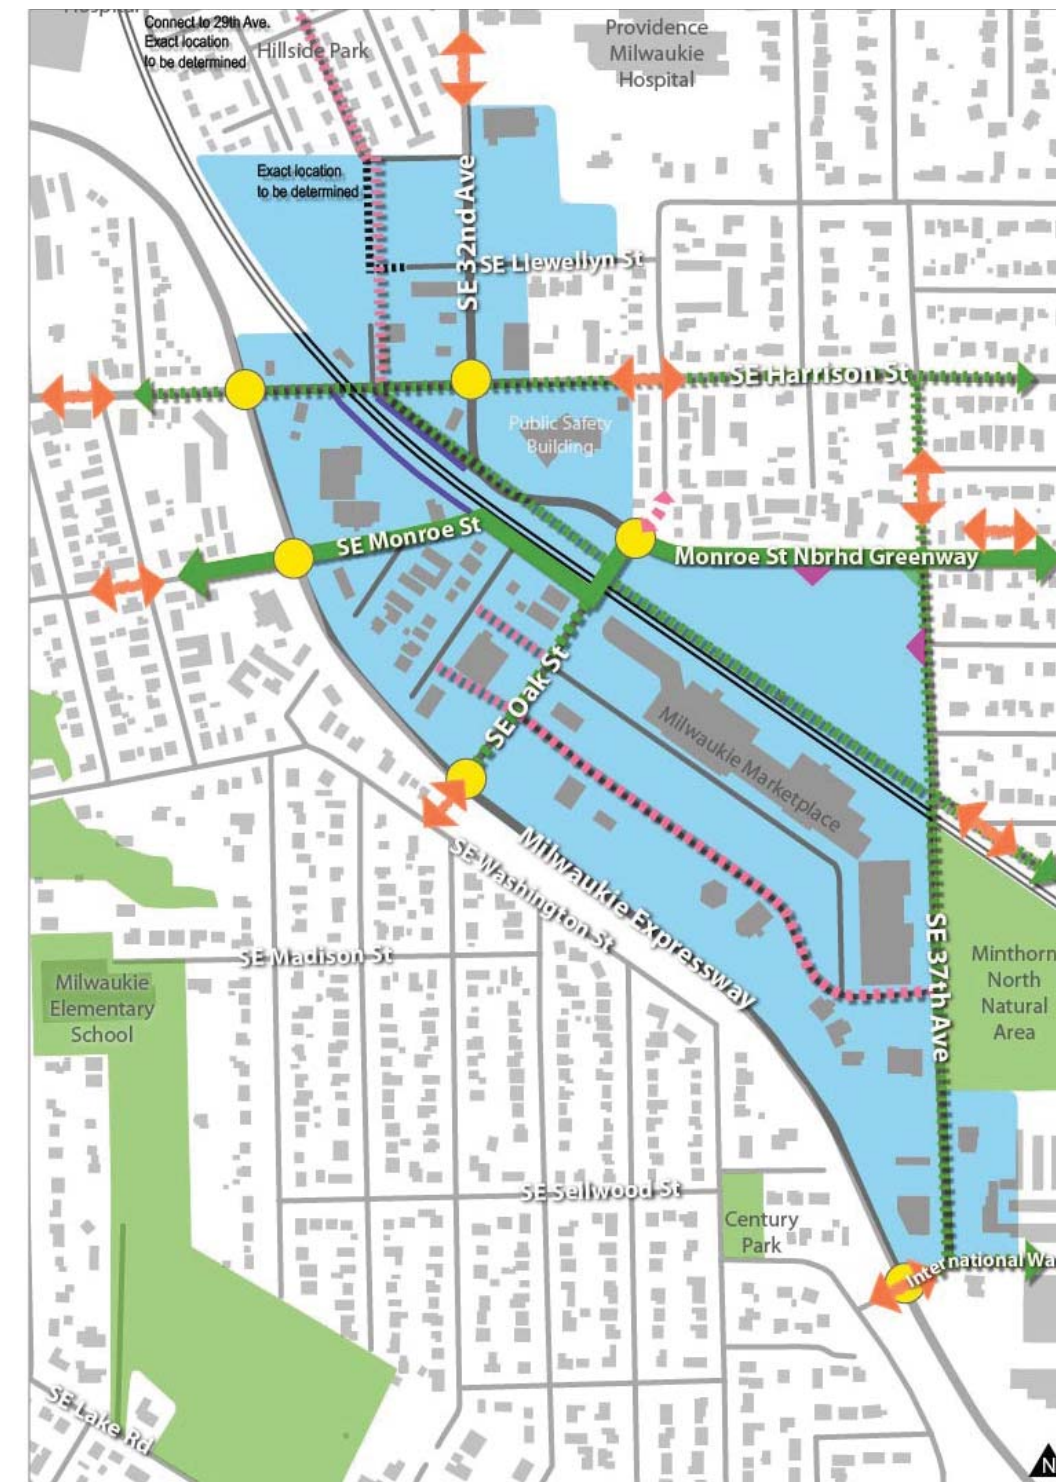 Hospital
Connect to 29th Ave.
Exact location
to be determined
Hillside Park
Providence
Milwaukie
Hospital
Exact location
to be determined
SE 32nd Ave
SE Llewellyn St
SE Harrison St
Public Safety
Building
SE Monroe St
Monroe St Nbrhd Greenway
SE Oak St
Milwaukie Marketplace
Milwaukie Expressway
SE Washington St
SE 37th Ave
SE Madison St
Minthorn
North
Natural
Area
Milwaukie
Elementary
School
SE Sellwood St
Century
Park
International Wa
SE Lake Rd
N